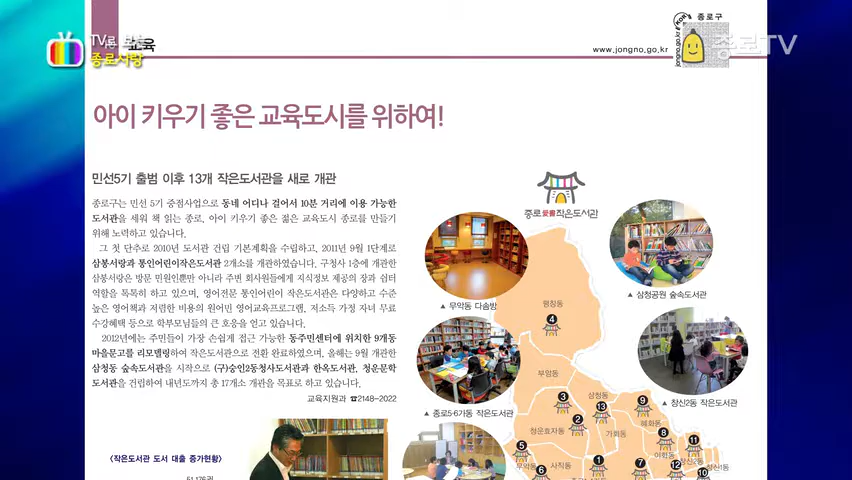 TV로 보는
종로사랑
교육
www.jongno.go.kr
종로구
jongno.go.kr
종로TV
아이 키우기 좋은 교육도시를 위하여!
민선5기 출범 이후 13개 작은도서관을 새로 개관
종로구는 민선 5기 중점사업으로 동네 어디나 걸어서 10분 거리에 이용 가능한
도서관을 세워 책 읽는 종로, 아이 키우기 좋은 젊은 교육도시 종로를 만들기
위해 노력하고 있습니다.
그 첫 단추로 2010년 도서관 건립 기본계획을 수립하고, 2011년 9월 1단계로
삼봉서랑과 통인어린이작은도서관 2개소를 개관하였습니다. 구청사 1층에 개관한
삼봉서랑은 방문 민원인뿐만 아니라 주변 회사원들에게 지식정보 제공의 장과 쉼터
역할을 톡톡히 하고 있으며, 영어전문 통인어린이 작은도서관은 다양하고 수준
높은 영어책과 저렴한 비용의 원어민 영어교육프로그램, 저소득 가정 자녀 무료
수강혜택 등으로 학부모님들의 큰 호응을 얻고 있습니다.
2012년에는 주민들이 가장 손쉽게 접근 가능한 동주민센터에 위치한 9개동
마을문고를 리모델링하여 작은도서관으로 전환 완료하였으며, 올해는 9월 개관한
삼청동 숲속도서관을 시작으로 (구)숭인2동청사도서관과 한옥도서관, 청운문학
도서관을 건립하여 내년도까지 총 17개소 개관을 목표로 하고 있습니다.
교육지원과 ☎2148-2022
<작은도서관 도서 대출 증가현황>
51,176권
종로 작은도서관
▲ 무악동 다솜방
▲ 삼청공원 숲속도서관
▲ 종로5·6가동 작은도서관
▲ 창신2동 작은도서관
평창동
4
부암동
3
삼청동
13
9
혜화동
2
청운효자동
가회동
8
이화동
11
창신2동
5
무악동
6
사직동
1
7
12
창신1동
10